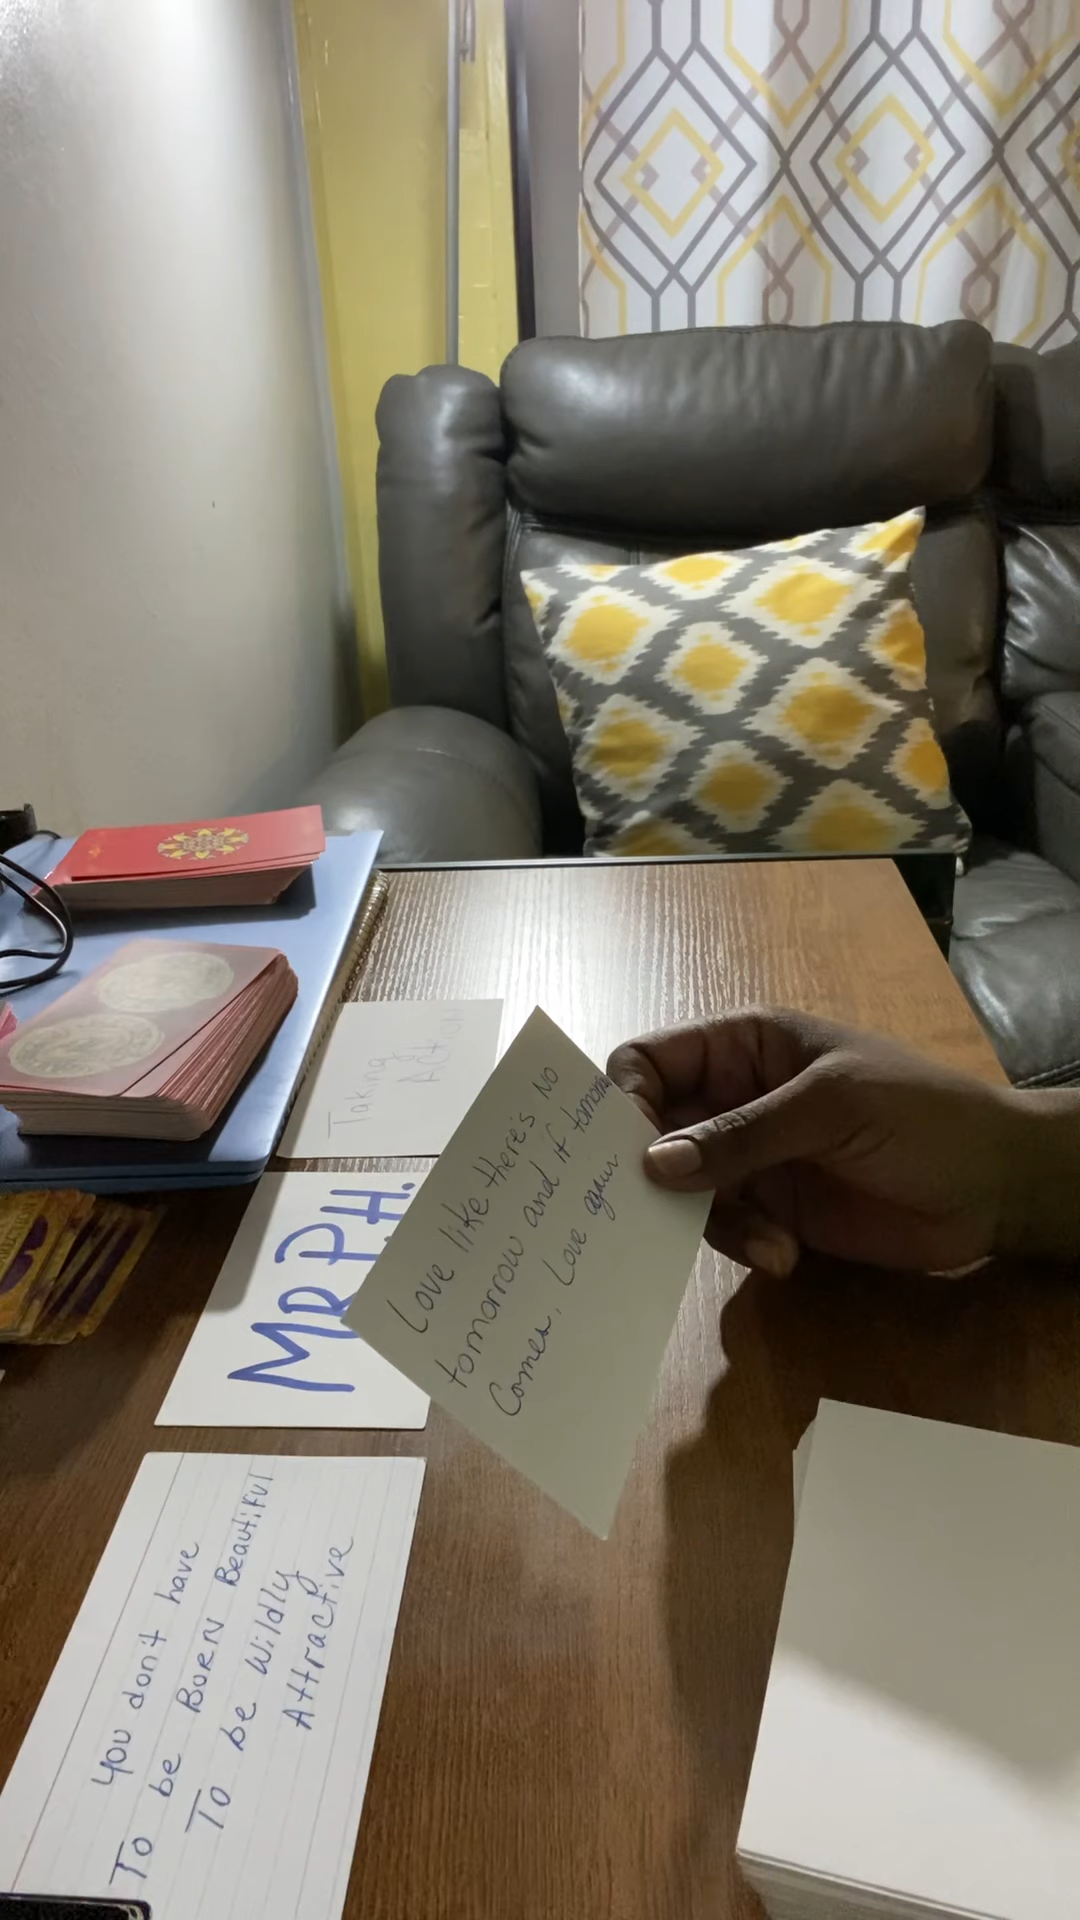 Taking
Action
MR P.H.
Love like there's no
tomorrow and if tomorrow
Comes, Love again
you don't have
To be BORN Beautiful
To be Wildly
Attractive